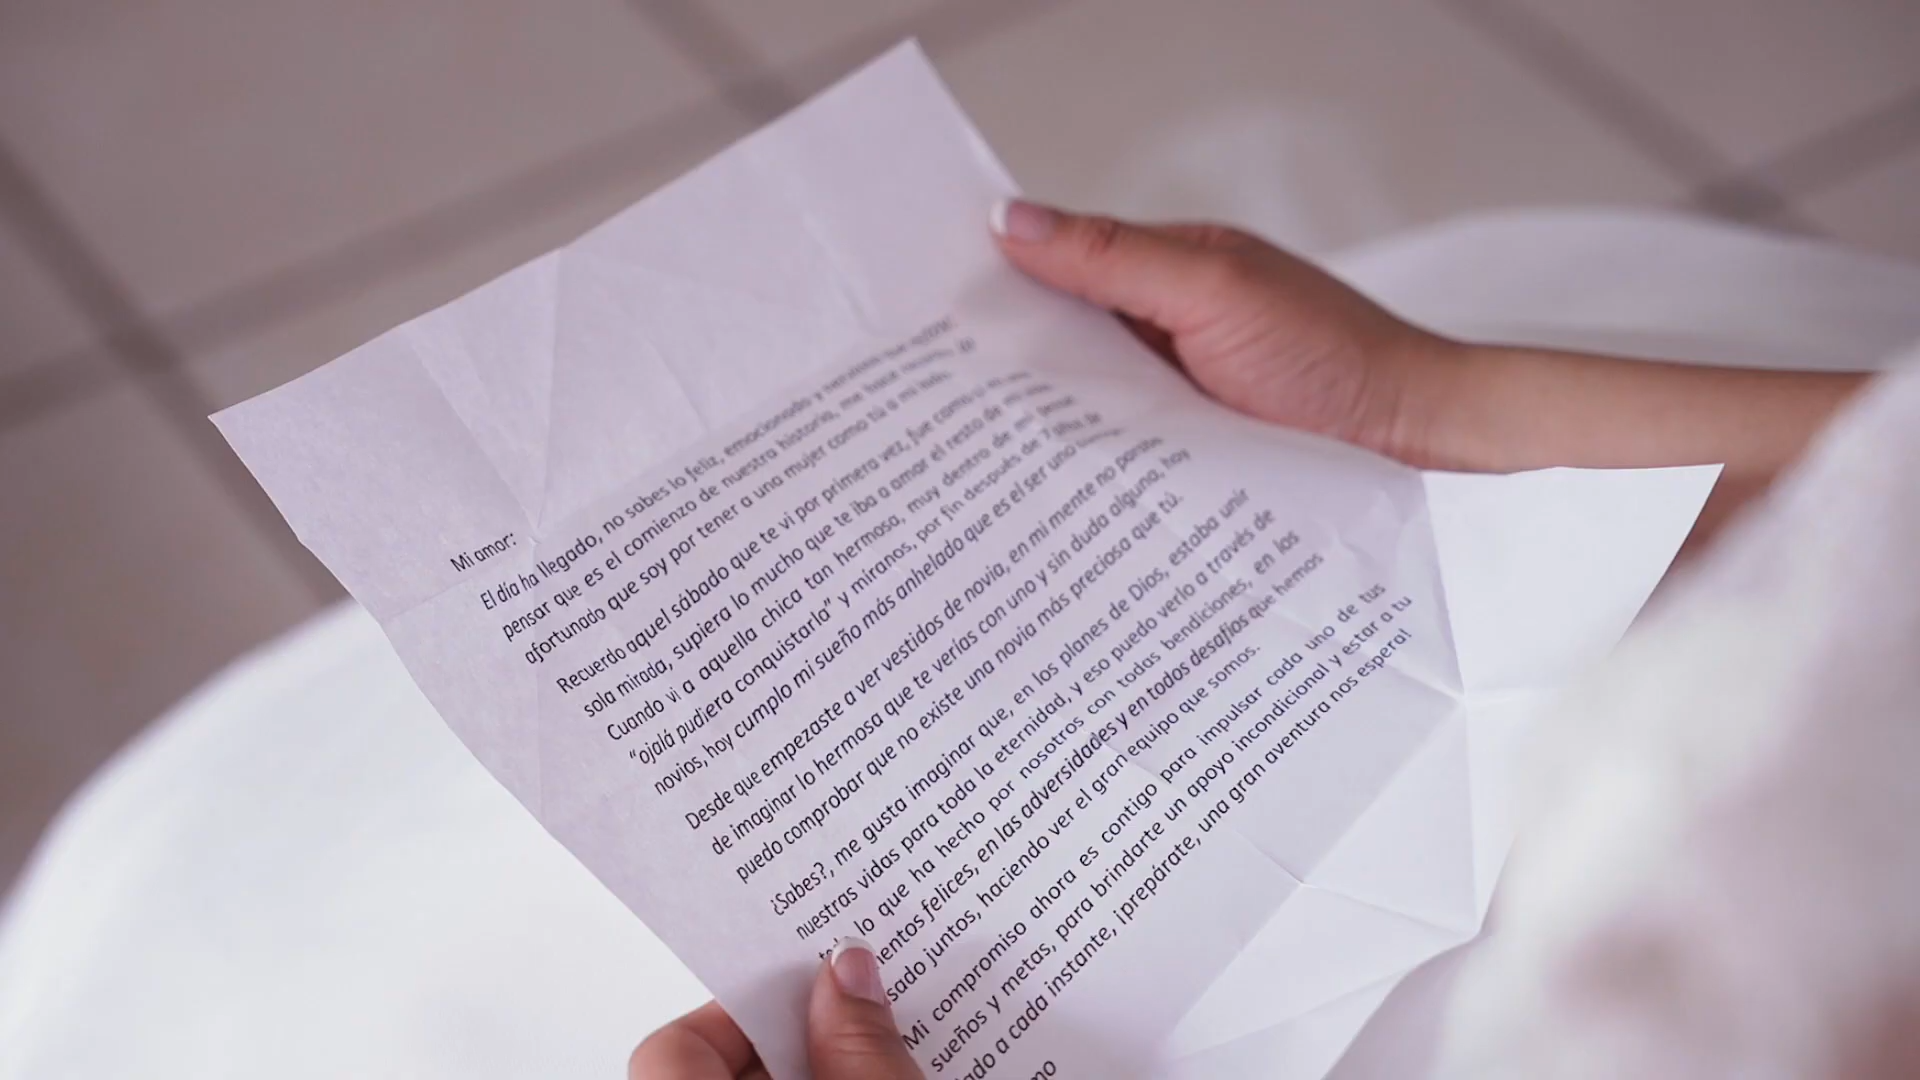 Mi amor:
El día ha llegado, no sabes lo feliz, emocionado y nervioso que
pensar que es el comienzo de nuestra historia, me hace
afortunado que soy por tener a una mujer como tú a mi lado.
Recuerdo aquel sábado que te vi por primera vez, fue como si
sola mirada, supiera lo mucho que te iba a amar el resto de mi vida.
Cuando vi a aquella chica tan hermosa, muy dentro de mi pensé
“ojalá pudiera conquistarla” y míranos, por fin después de 7 años de
novios, hoy cumplo mi sueño más anhelado que es el ser uno
Desde que empezaste a ver vestidos de novia, en mi mente no paraba
de imaginar lo hermosa que te verías con uno y sin duda alguna, hoy
puedo comprobar que no existe una novia más preciosa que tú.
¿Sabes?, me gusta imaginar que, en los planes de Dios, estaba unir
nuestras vidas para toda la eternidad, y eso puedo verlo a través de
lo que ha hecho por nosotros con todas bendiciones, en los
mentos felices, en las adversidades y en todos desafíos que hemos
sado juntos, haciendo ver el gran equipo que somos.
Mi compromiso ahora es contigo para impulsar cada uno de tus
sueños y metas, para brindarte un apoyo incondicional y estar a tu
lado a cada instante, ¡prepárate, una gran aventura nos espera!
mo